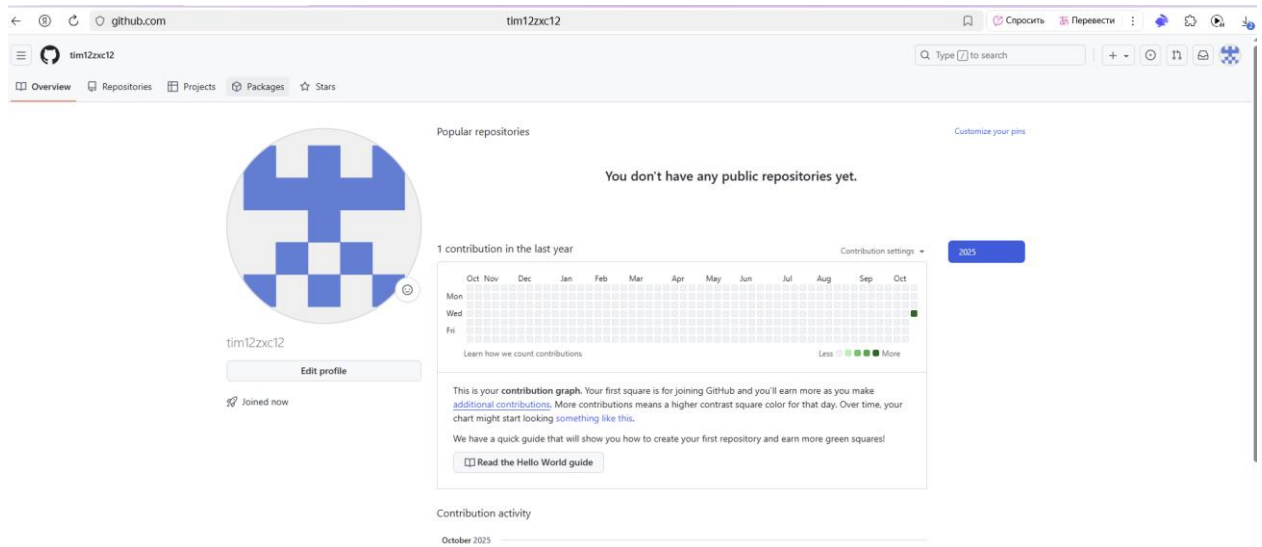 github.com
tim12zxc12
Спросить
Перевести
tim12zxc12
Type / to search
Overview
Repositories
Projects
Packages
Stars
Popular repositories
Customize your pins
You don't have any public repositories yet.
1 contribution in the last year
Contribution settings
2025
Oct Nov Dec Jan Feb Mar Apr May Jun Jul Aug Sep Oct
Mon
Wed
Fri
Learn how we count contributions
Less
More
tim12zxc12
Edit profile
Joined now
This is your contribution graph. Your first square is for joining GitHub and you'll earn more as you make
additional contributions. More contributions means a higher contrast square color for that day. Over time, your
chart might start looking something like this.
We have a quick guide that will show you how to create your first repository and earn more green squares!
Read the Hello World guide
Contribution activity
October 2025